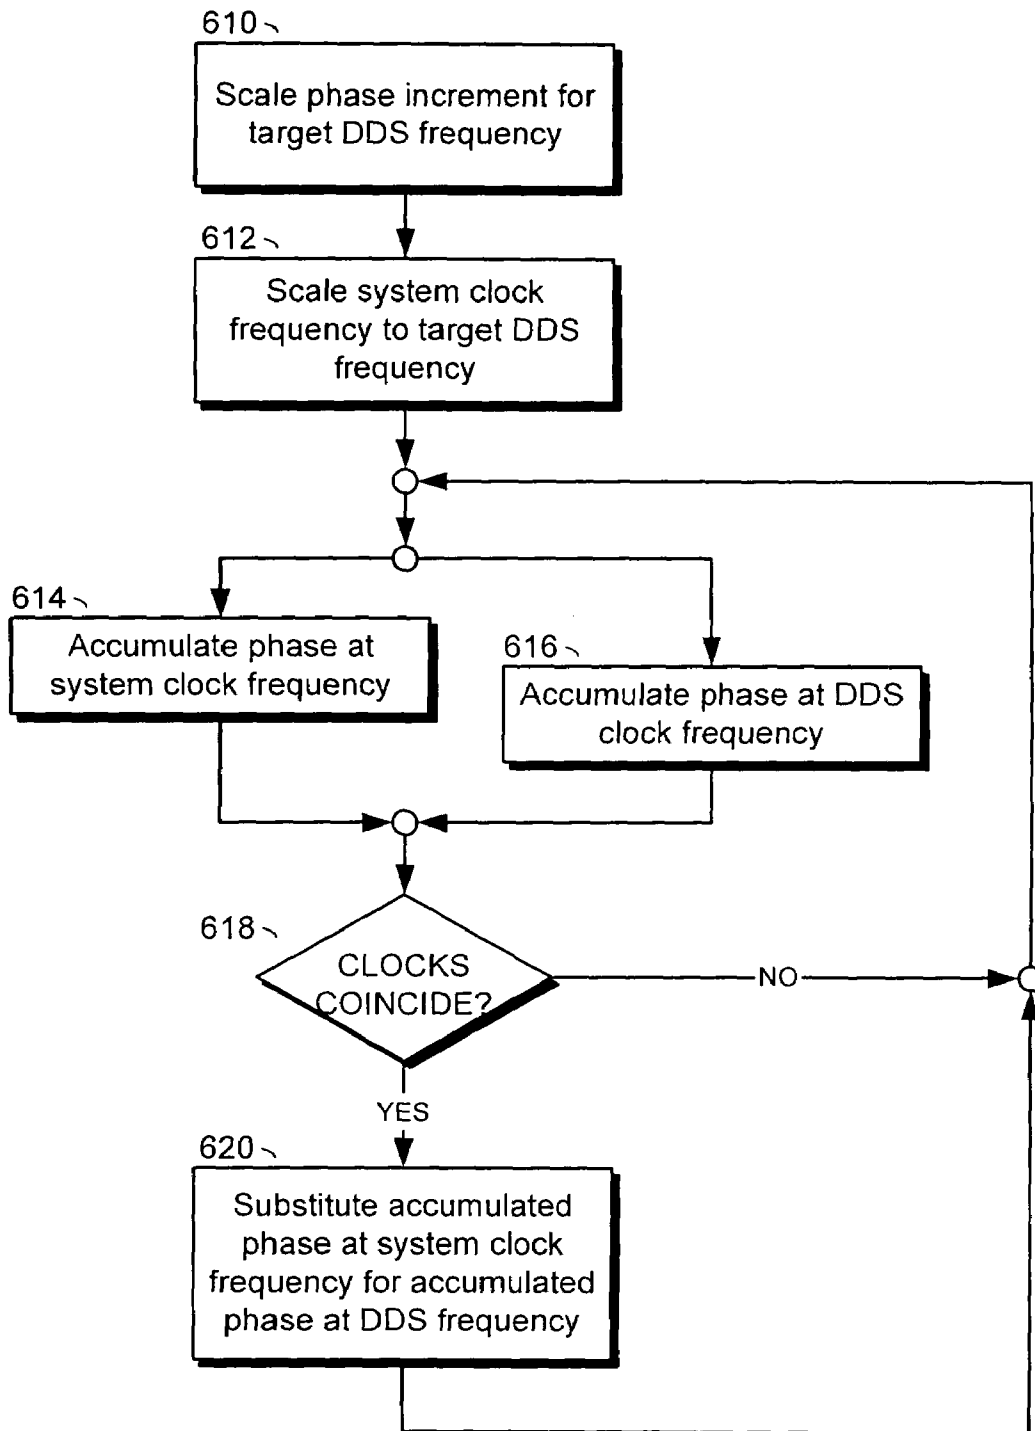 610
Scale phase increment for
target DDS frequency
612
Scale system clock
frequency to target DDS
frequency
614
Accumulate phase at
system clock frequency
616
Accumulate phase at DDS
clock frequency
618
CLOCKS
COINCIDE?
NO
YES
620
Substitute accumulated
phase at system clock
frequency for accumulated
phase at DDS frequency